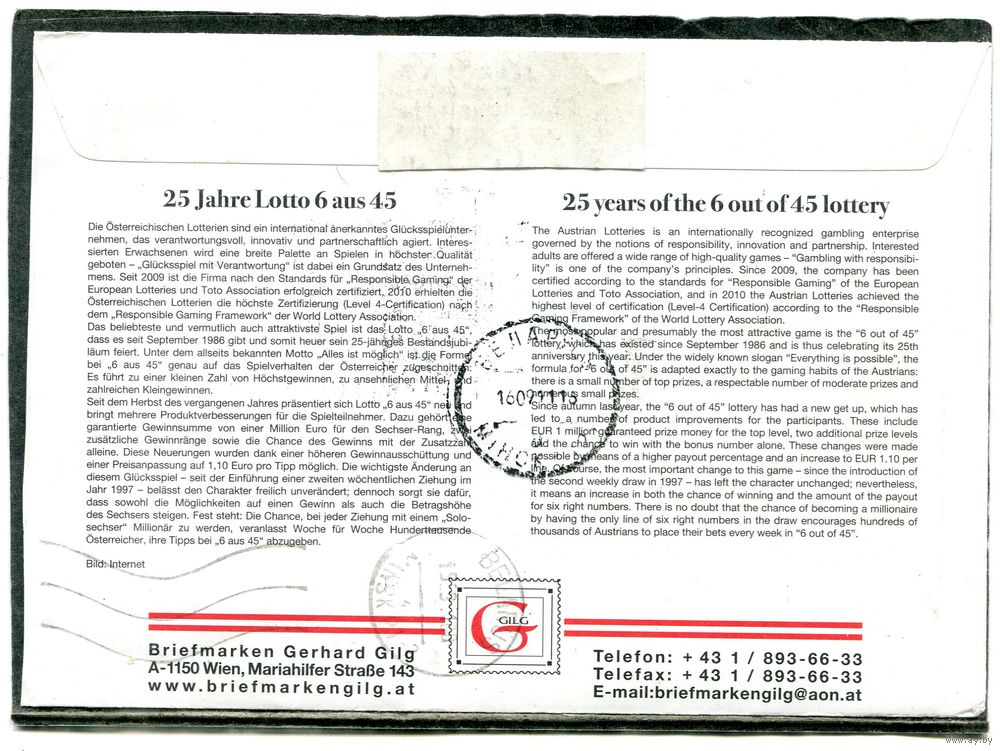 25 Jahre Lotto 6 aus 45
Die Österreichischen Lotterien sind ein international anerkanntes Glücksspielunter-
nehmen, das verantwortungsvoll, innovativ und partnerschaftlich agiert. Interes-
sierten Erwachsenen wird eine breite Palette an Spielen in höchster Qualität
geboten – „Glücksspiel mit Verantwortung“ ist dabei ein Grundsatz des Unterneh-
mens. Seit 2009 ist die Firma nach den Standards für „Responsible Gaming“ der
European Lotteries und Toto Association erfolgreich zertifiziert, 2010 erhielten die
Österreichischen Lotterien die höchste Zertifizierung (Level 4-Certification) nach
dem „Responsible Gaming Framework“ der World Lottery Association.
Das beliebteste und vermutlich auch attraktivste Spiel ist das Lotto „6 aus 45“,
dass es seit September 1986 gibt und somit heuer sein 25-jähriges Bestandsjubi-
läum feiert. Unter dem allseits bekannten Motto „Alles ist möglich“ ist die Formel
bei „6 aus 45“ genau auf das Spielverhalten der Österreicher zugeschnitten:
Es führt zu einer kleinen Zahl von Höchstgewinnen, zu ansehnlichen Mittel- und
zahlreichen Kleingewinnen.
Seit dem Herbst des vergangenen Jahres präsentiert sich Lotto „6 aus 45“ neu und
bringt mehrere Produktverbesserungen für die Spielteilnehmer. Dazu gehört eine
garantierte Gewinnsumme von einer Million Euro für den Sechser-Rang, zwei
zusätzliche Gewinnränge sowie die Chance des Gewinns mit der Zusatzzahl
alleine. Diese Neuerungen wurden dank einer höheren Gewinnausschüttung und
einer Preisanpassung auf 1,10 Euro pro Tipp möglich. Die wichtigste Änderung an
diesem Glücksspiel – seit der Einführung einer zweiten wöchentlichen Ziehung im
Jahr 1997 – belässt den Charakter freilich unverändert; dennoch sorgt sie dafür,
dass sowohl die Möglichkeiten auf einen Gewinn als auch die Betragshöhe
des Sechsers steigen. Fest steht: Die Chance, bei jeder Ziehung mit einem „Solo-
sechser“ Millionär zu werden, veranlasst Woche für Woche Hunderttausende
Österreicher, ihre Tipps bei „6 aus 45“ abzugeben.
Bild: Internet
25 years of the 6 out of 45 lottery
The Austrian Lotteries is an internationally recognized gambling enterprise
governed by the notions of responsibility, innovation and partnership. Interested
adults are offered a wide range of high-quality games – “Gambling with responsibi-
lity” is one of the company’s principles. Since 2009, the company has been
certified according to the standards for “Responsible Gaming” of the European
Lotteries and Toto Association, and in 2010 the Austrian Lotteries achieved the
highest level of certification (Level-4 Certification) according to the “Responsible
Gaming Framework” of the World Lottery Association.
The most popular and presumably the most attractive game is the “6 out of 45”
lottery, which has existed since September 1986 and is thus celebrating its 25th
anniversary this year. Under the widely known slogan “Everything is possible”, the
formula for “6 out of 45” is adapted exactly to the gaming habits of the Austrians:
there is a small number of top prizes, a respectable number of moderate prizes and
numerous small prizes.
Since autumn last year, the “6 out of 45” lottery has had a new get up, which has
led to a number of product improvements for the participants. These include
EUR 1 million guaranteed prize money for the top level, two additional prize levels
and the chance to win with the bonus number alone. These changes were made
possible by means of a higher payout percentage and an increase to EUR 1,10 per
line. Of course, the most important change to this game – since the introduction of
the second weekly draw in 1997 – has left the character unchanged; nevertheless,
it means an increase in both the chance of winning and the amount of the payout
for six right numbers. There is no doubt that the chance of becoming a millionaire
by having the only line of six right numbers in the draw encourages hundreds of
thousands of Austrians to place their bets every week in “6 out of 45”.
160911 18
МІНСК
GILG
Briefmarken Gerhard Gilg
A-1150 Wien, Mariahilfer Straße 143
www.briefmarkengilg.at
Telefon: + 43 1 / 893-66-33
Telefax: + 43 1 / 893-66-33
E-mail:briefmarkengilg@aon.at
www.ay.by